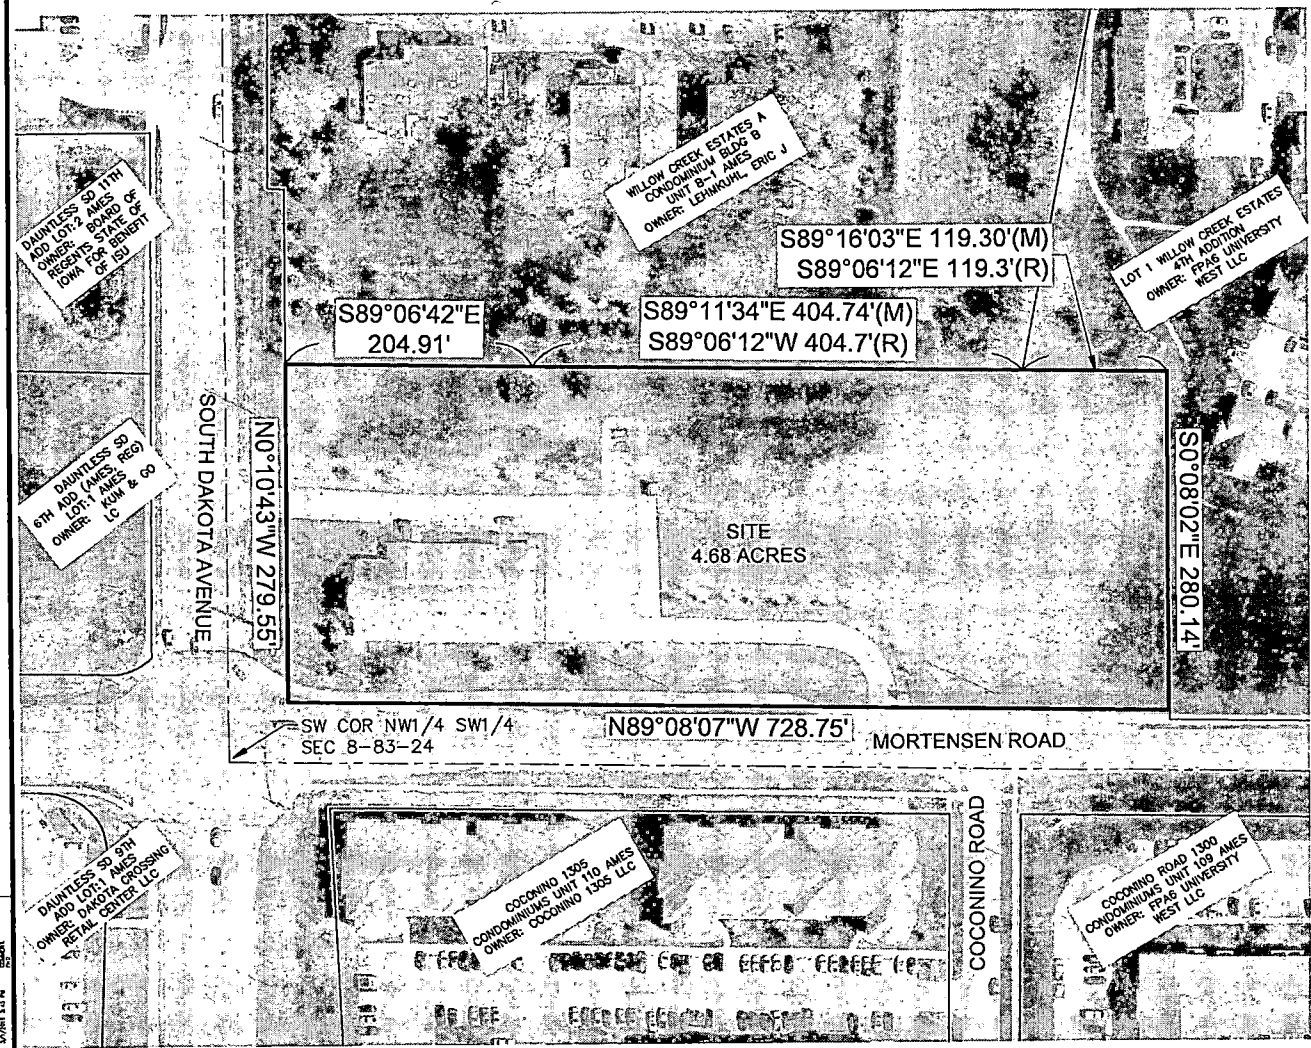 WILLOW CREEK ESTATES A
CONDOMINIUM BLDG B
UNIT B-1 AMES
OWNER: LEHMKUHL, ERIC J
DAUNTLESS SD 11TH
ADD LOT:2 AMES
OWNER: BOARD OF
REGENTS STATE OF
IOWA FOR BENEFIT
OF ISU
LOT 1 WILLOW CREEK ESTATES
4TH ADDITION
OWNER: FPA6 UNIVERSITY
WEST LLC
S89°16'03"E 119.30'(M)
S89°06'12"E 119.3'(R)
S89°06'42"E
204.91'
S89°11'34"E 404.74'(M)
S89°06'12"W 404.7'(R)
SOUTH DAKOTA AVENUE
N0°10'43"W 279.55'
DAUNTLESS SD
6TH ADD (AMES REG)
LOT:1 AMES
OWNER: KUM & GO
LC
SITE
4.68 ACRES
S0°08'02"E 280.14'
SW COR NW1/4 SW1/4
SEC 8-83-24
N89°08'07"W 728.75'
MORTENSEN ROAD
COCONINO ROAD
DAUNTLESS SD 9TH
ADD LOT:1 AMES
OWNER: DAKOTA CROSSING
RETAIL CENTER LLC
COCONINO 1305
CONDOMINIUMS UNIT 110 AMES
OWNER: COCONINO 1305 LLC
COCONINO ROAD 1300
CONDOMINIUMS UNIT 109 AMES
OWNER: FPA6 UNIVERSITY
WEST LLC